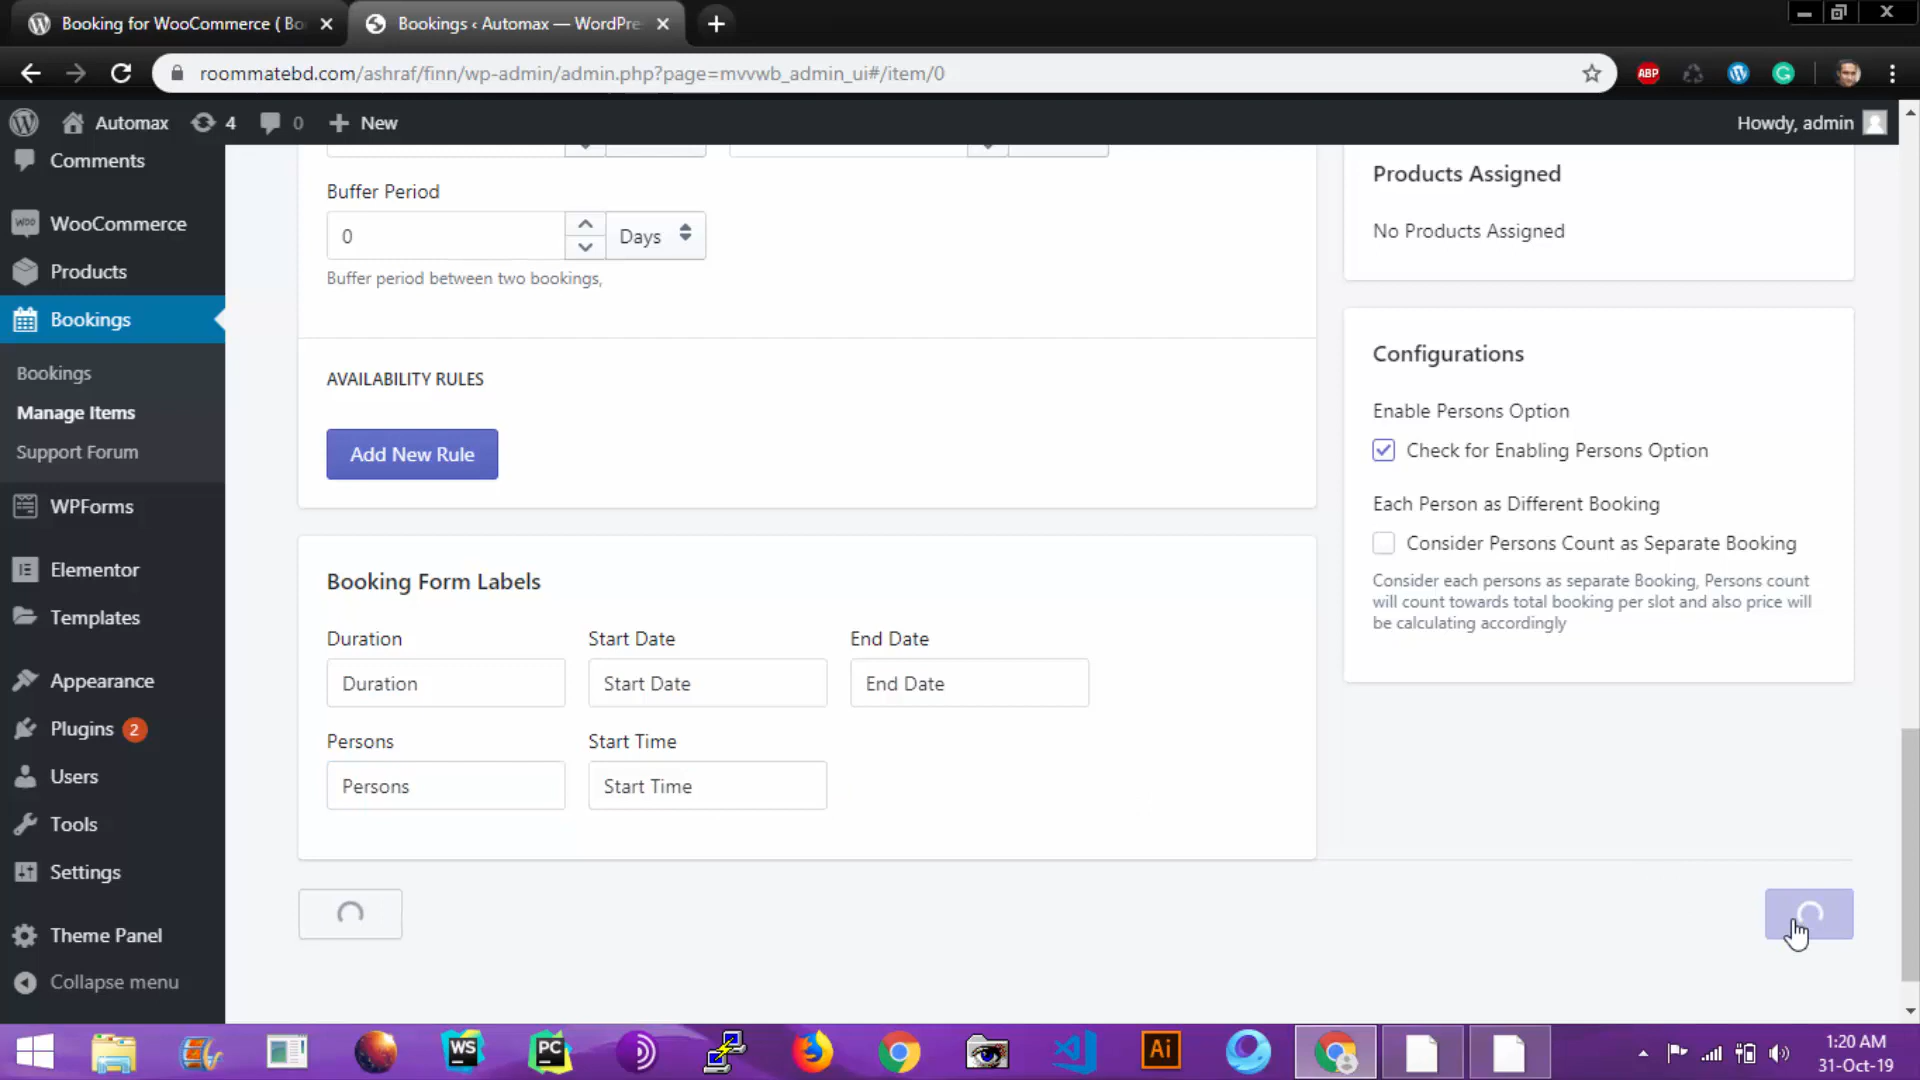 Booking for WooCommerce ( Bo
Bookings ‹ Automax — WordPre
roommatebd.com/ashraf/finn/wp-admin/admin.php?page=mvvwb_admin_ui#/item/0
ABP
Automax
4
0
New
Howdy, admin
Comments
WooCommerce
Products
Bookings
Bookings
Manage Items
Support Forum
WPForms
Elementor
Templates
Appearance
Plugins 2
Users
Tools
Settings
Theme Panel
Collapse menu
Buffer Period
0
Days
Buffer period between two bookings,
AVAILABILITY RULES
Add New Rule
Booking Form Labels
Duration
Start Date
End Date
Duration
Start Date
End Date
Persons
Start Time
Persons
Start Time
Products Assigned
No Products Assigned
Configurations
Enable Persons Option
Check for Enabling Persons Option
Each Person as Different Booking
Consider Persons Count as Separate Booking
Consider each persons as separate Booking, Persons count
will count towards total booking per slot and also price will
be calculating accordingly
WS
PC
Ai
1:20 AM
31-Oct-19